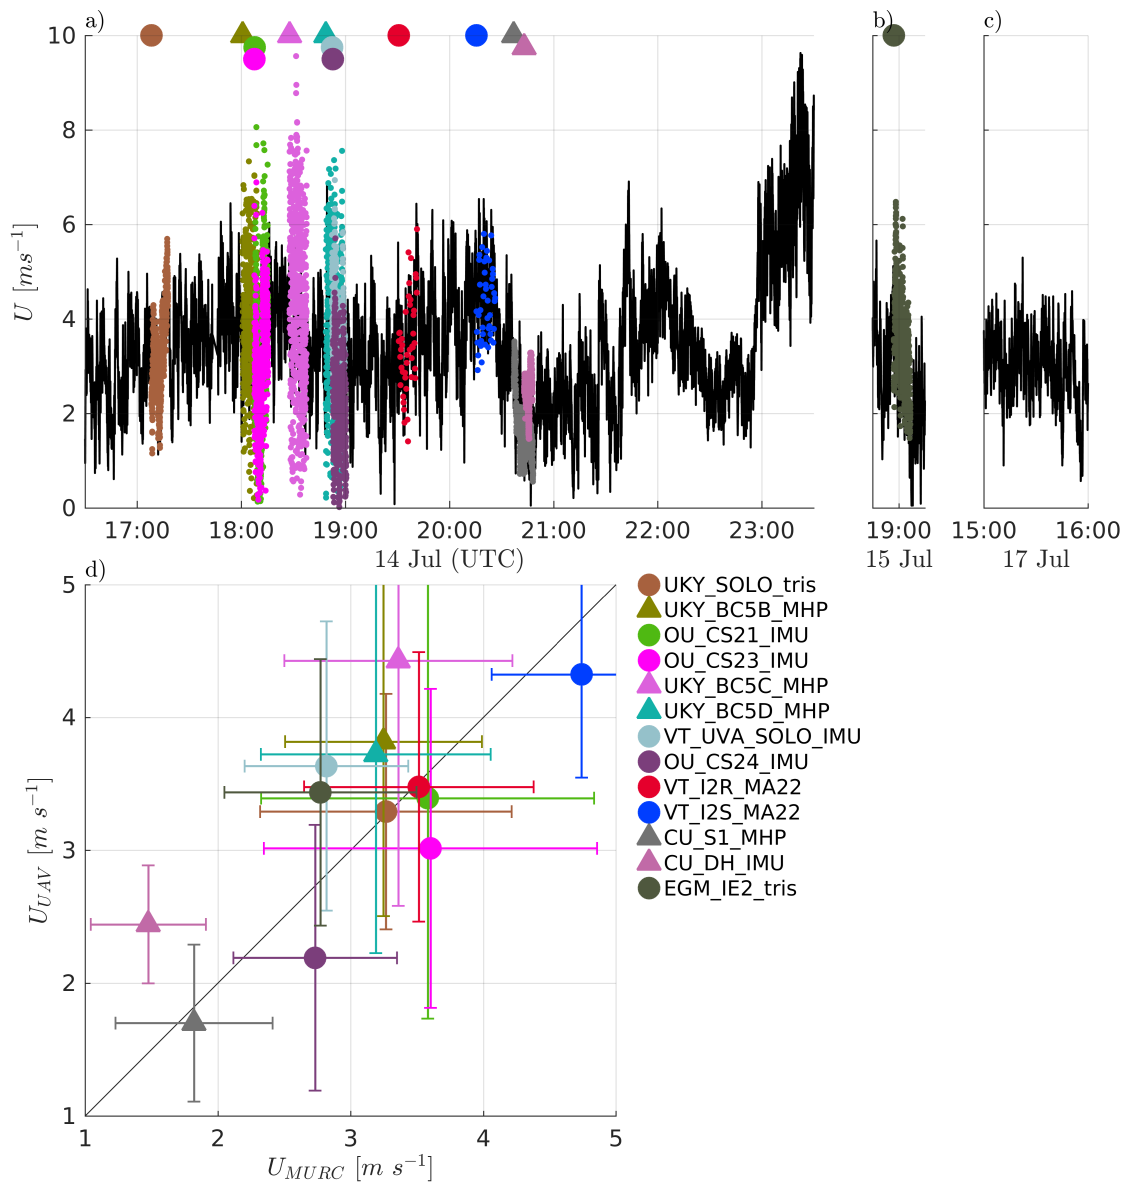 a)
b)
c)
10
8
6
4
2
0
U [ms⁻¹]
17:00 18:00 19:00 20:00 21:00 22:00 23:00
14 Jul (UTC)
19:00
15 Jul
15:00 16:00
17 Jul
d)
5
4
3
2
1
U_UAV [m s⁻¹]
1 2 3 4 5
U_MURC [m s⁻¹]
UKY_SOLO_tris
UKY_BC5B_MHP
OU_CS21_IMU
OU_CS23_IMU
UKY_BC5C_MHP
UKY_BC5D_MHP
VT_UVA_SOLO_IMU
OU_CS24_IMU
VT_I2R_MA22
VT_I2S_MA22
CU_S1_MHP
CU_DH_IMU
EGM_IE2_tris